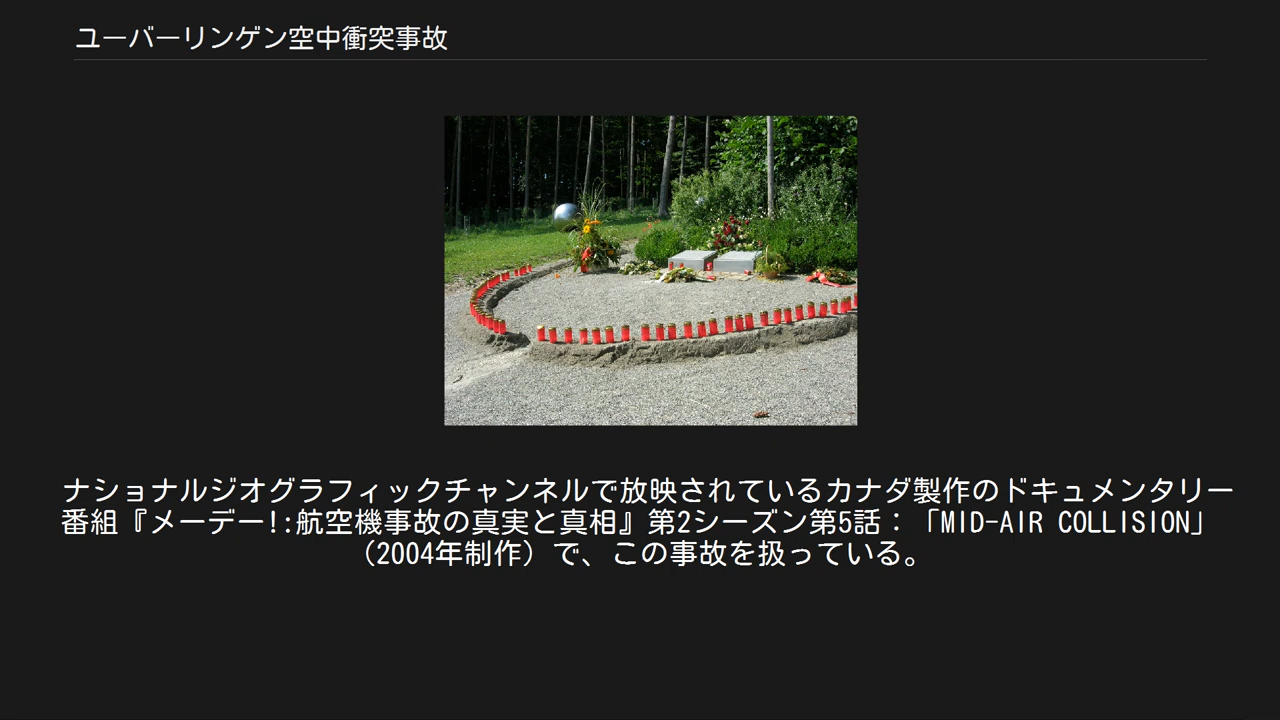 ユーバーリンゲン空中衝突事故
ナショナルジオグラフィックチャンネルで放映されているカナダ製作のドキュメンタリー
番組『メーデー!:航空機事故の真実と真相』第2シーズン第5話：「MID-AIR COLLISION」
（2004年制作）で、この事故を扱っている。